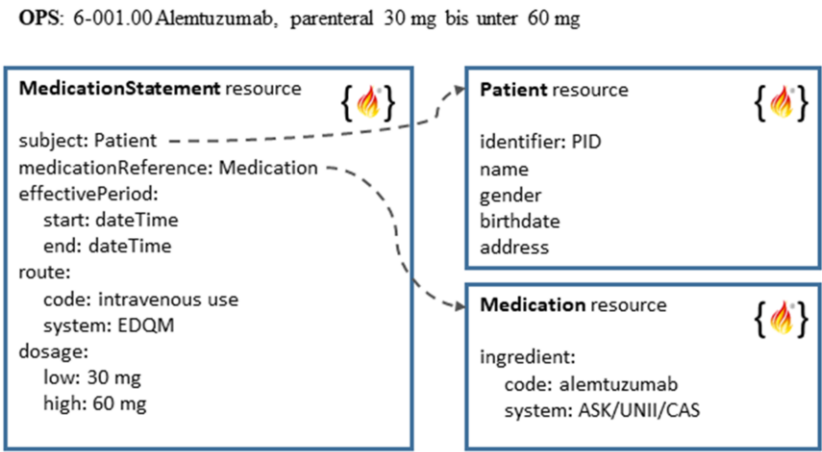 OPS: 6-001.00 Alemtuzumab, parenteral 30 mg bis unter 60 mg
MedicationStatement resource
subject: Patient
medicationReference: Medication
effectivePeriod:
start: dateTime
end: dateTime
route:
code: intravenous use
system: EDQM
dosage:
low: 30 mg
high: 60 mg
Patient resource
identifier: PID
name
gender
birthdate
address
Medication resource
ingredient:
code: alemtuzumab
system: ASK/UNII/CAS